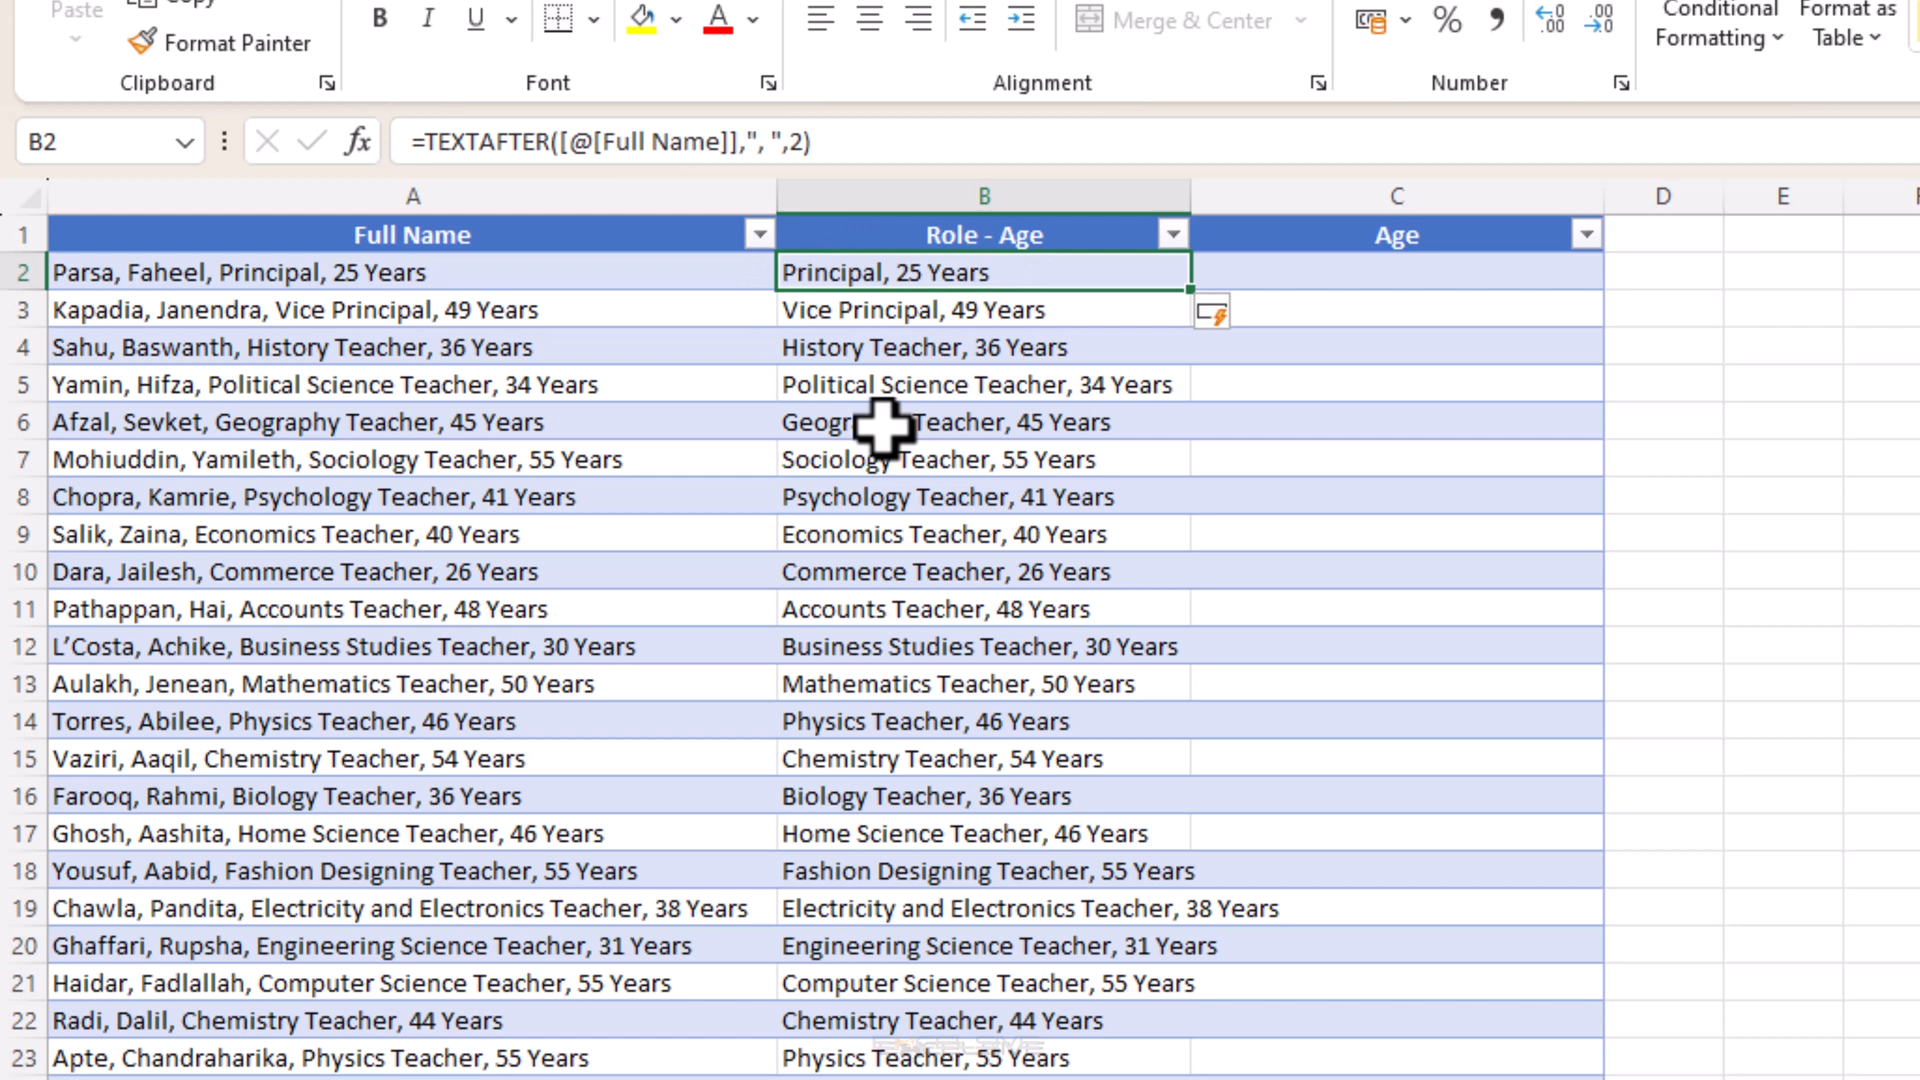 Paste
Copy
Format Painter
Clipboard
B I U A
Font
Merge & Center
Alignment
% 9 .00 .00
Number
Conditional
Formatting
Format as
Table
B2
fx
=TEXTAFTER([@[Full Name]],", ",2)
A B C D E
1 Full Name Role - Age Age
2 Parsa, Faheel, Principal, 25 Years Principal, 25 Years
3 Kapadia, Janendra, Vice Principal, 49 Years Vice Principal, 49 Years
4 Sahu, Baswanth, History Teacher, 36 Years History Teacher, 36 Years
5 Yamin, Hifza, Political Science Teacher, 34 Years Political Science Teacher, 34 Years
6 Afzal, Sevket, Geography Teacher, 45 Years Teacher, 45 Years
7 Mohiuddin, Yamileth, Sociology Teacher, 55 Years Sociology Teacher, 55 Years
8 Chopra, Kamrie, Psychology Teacher, 41 Years Psychology Teacher, 41 Years
9 Salik, Zaina, Economics Teacher, 40 Years Economics Teacher, 40 Years
10 Dara, Jailesh, Commerce Teacher, 26 Years Commerce Teacher, 26 Years
11 Pathappan, Hai, Accounts Teacher, 48 Years Accounts Teacher, 48 Years
12 L’Costa, Achike, Business Studies Teacher, 30 Years Business Studies Teacher, 30 Years
13 Aulakh, Jenean, Mathematics Teacher, 50 Years Mathematics Teacher, 50 Years
14 Torres, Abilee, Physics Teacher, 46 Years Physics Teacher, 46 Years
15 Vaziri, Aaqil, Chemistry Teacher, 54 Years Chemistry Teacher, 54 Years
16 Farooq, Rahmi, Biology Teacher, 36 Years Biology Teacher, 36 Years
17 Ghosh, Aashita, Home Science Teacher, 46 Years Home Science Teacher, 46 Years
18 Yousuf, Aabid, Fashion Designing Teacher, 55 Years Fashion Designing Teacher, 55 Years
19 Chawla, Pandita, Electricity and Electronics Teacher, 38 Years Electricity and Electronics Teacher, 38 Years
20 Ghaffari, Rupsha, Engineering Science Teacher, 31 Years Engineering Science Teacher, 31 Years
21 Haidar, Fadlallah, Computer Science Teacher, 55 Years Computer Science Teacher, 55 Years
22 Radi, Dalil, Chemistry Teacher, 44 Years Chemistry Teacher, 44 Years
23 Apte, Chandraharika, Physics Teacher, 55 Years Physics Teacher, 55 Years